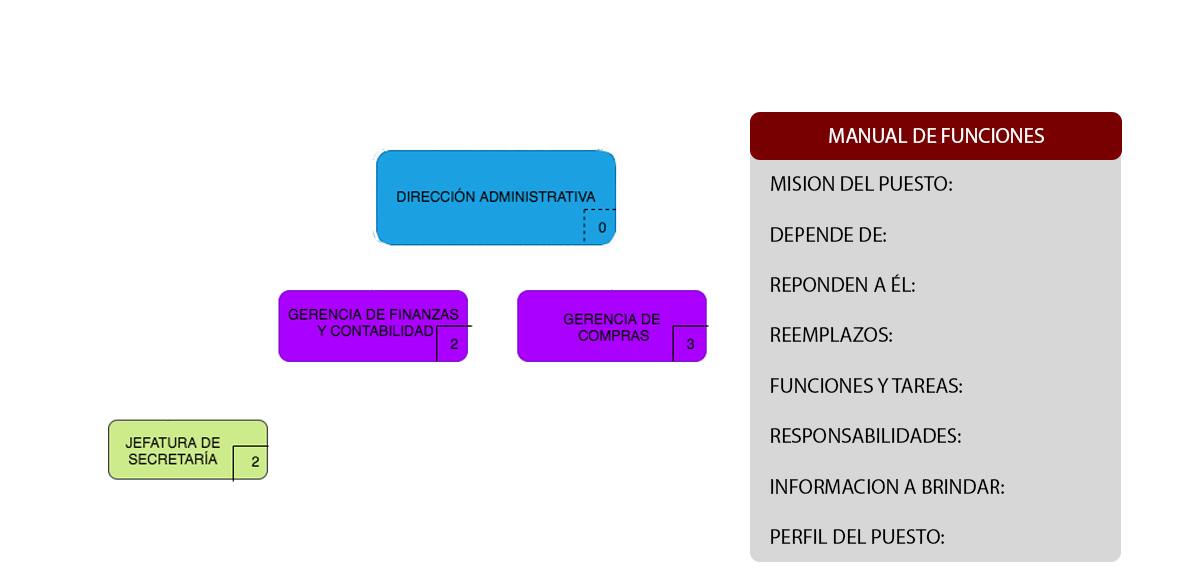 DIRECCIÓN ADMINISTRATIVA
0
GERENCIA DE FINANZAS
Y CONTABILIDAD
2
GERENCIA DE
COMPRAS
3
JEFATURA DE
SECRETARÍA
2
MANUAL DE FUNCIONES
MISION DEL PUESTO:
DEPENDE DE:
REPONDEN A ÉL:
REEMPLAZOS:
FUNCIONES Y TAREAS:
RESPONSABILIDADES:
INFORMACION A BRINDAR:
PERFIL DEL PUESTO: